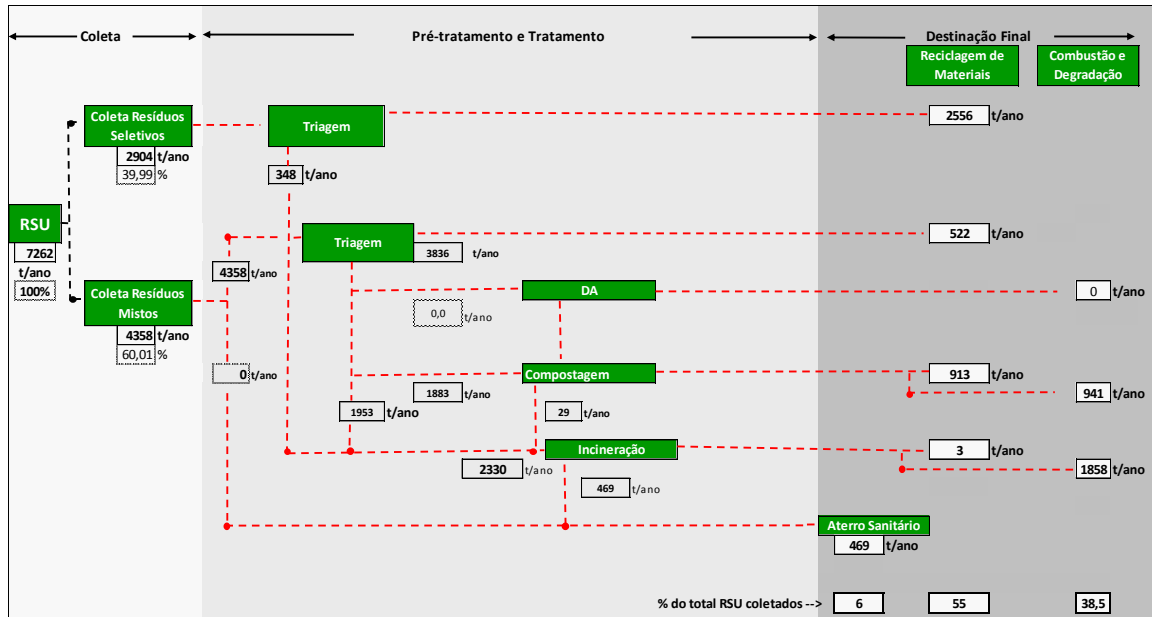 Coleta
Pré-tratamento e Tratamento
Destinação Final
Reciclagem de
Materiais
Combustão e
Degradação
Coleta Resíduos
Seletivos
2904 t/ano
39,99 %
Triagem
348 t/ano
2556 t/ano
RSU
7262
t/ano
100%
Triagem
3836 t/ano
522 t/ano
4358 t/ano
Coleta Resíduos
Mistos
4358 t/ano
60,01 %
DA
0,0 t/ano
0 t/ano
0 t/ano
Compostagem
1883 t/ano
913 t/ano
941 t/ano
1953 t/ano
29 t/ano
Incineração
2330 t/ano
469 t/ano
3 t/ano
1858 t/ano
Aterro Sanitário
469 t/ano
% do total RSU coletados --> 6 55 38,5